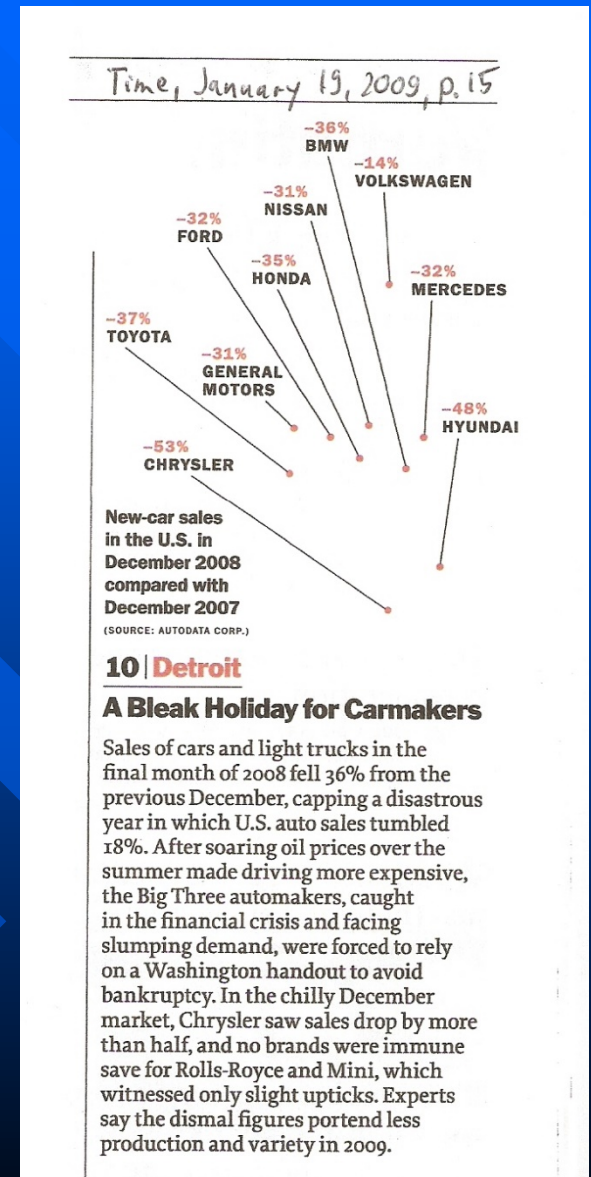 Time, January 19, 2009, p. 15
–36%
BMW
–14%
VOLKSWAGEN
–31%
NISSAN
–32%
FORD
–35%
HONDA
–32%
MERCEDES
–37%
TOYOTA
–31%
GENERAL
MOTORS
–48%
HYUNDAI
–53%
CHRYSLER
New-car sales
in the U.S. in
December 2008
compared with
December 2007
(SOURCE: AUTODATA CORP.)
10|Detroit
A Bleak Holiday for Carmakers
Sales of cars and light trucks in the
final month of 2008 fell 36% from the
previous December, capping a disastrous
year in which U.S. auto sales tumbled
18%. After soaring oil prices over the
summer made driving more expensive,
the Big Three automakers, caught
in the financial crisis and facing
slumping demand, were forced to rely
on a Washington handout to avoid
bankruptcy. In the chilly December
market, Chrysler saw sales drop by more
than half, and no brands were immune
save for Rolls-Royce and Mini, which
witnessed only slight upticks. Experts
say the dismal figures portend less
production and variety in 2009.